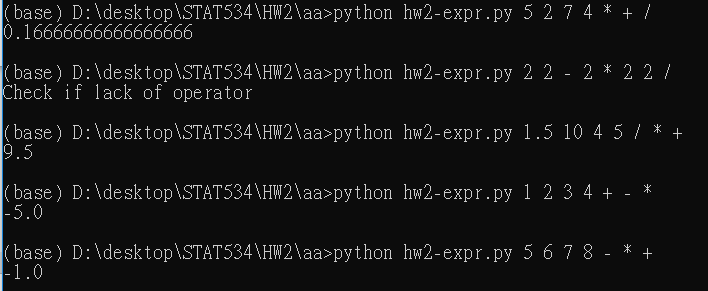 (base) D:\desktop\STAT534\HW2\aa>python hw2-expr.py 5 2 7 4 * + /
0.16666666666666666
(base) D:\desktop\STAT534\HW2\aa>python hw2-expr.py 2 2 - 2 * 2 2 /
Check if lack of operator
(base) D:\desktop\STAT534\HW2\aa>python hw2-expr.py 1.5 10 4 5 / * +
9.5
(base) D:\desktop\STAT534\HW2\aa>python hw2-expr.py 1 2 3 4 + - *
-5.0
(base) D:\desktop\STAT534\HW2\aa>python hw2-expr.py 5 6 7 8 - * +
-1.0